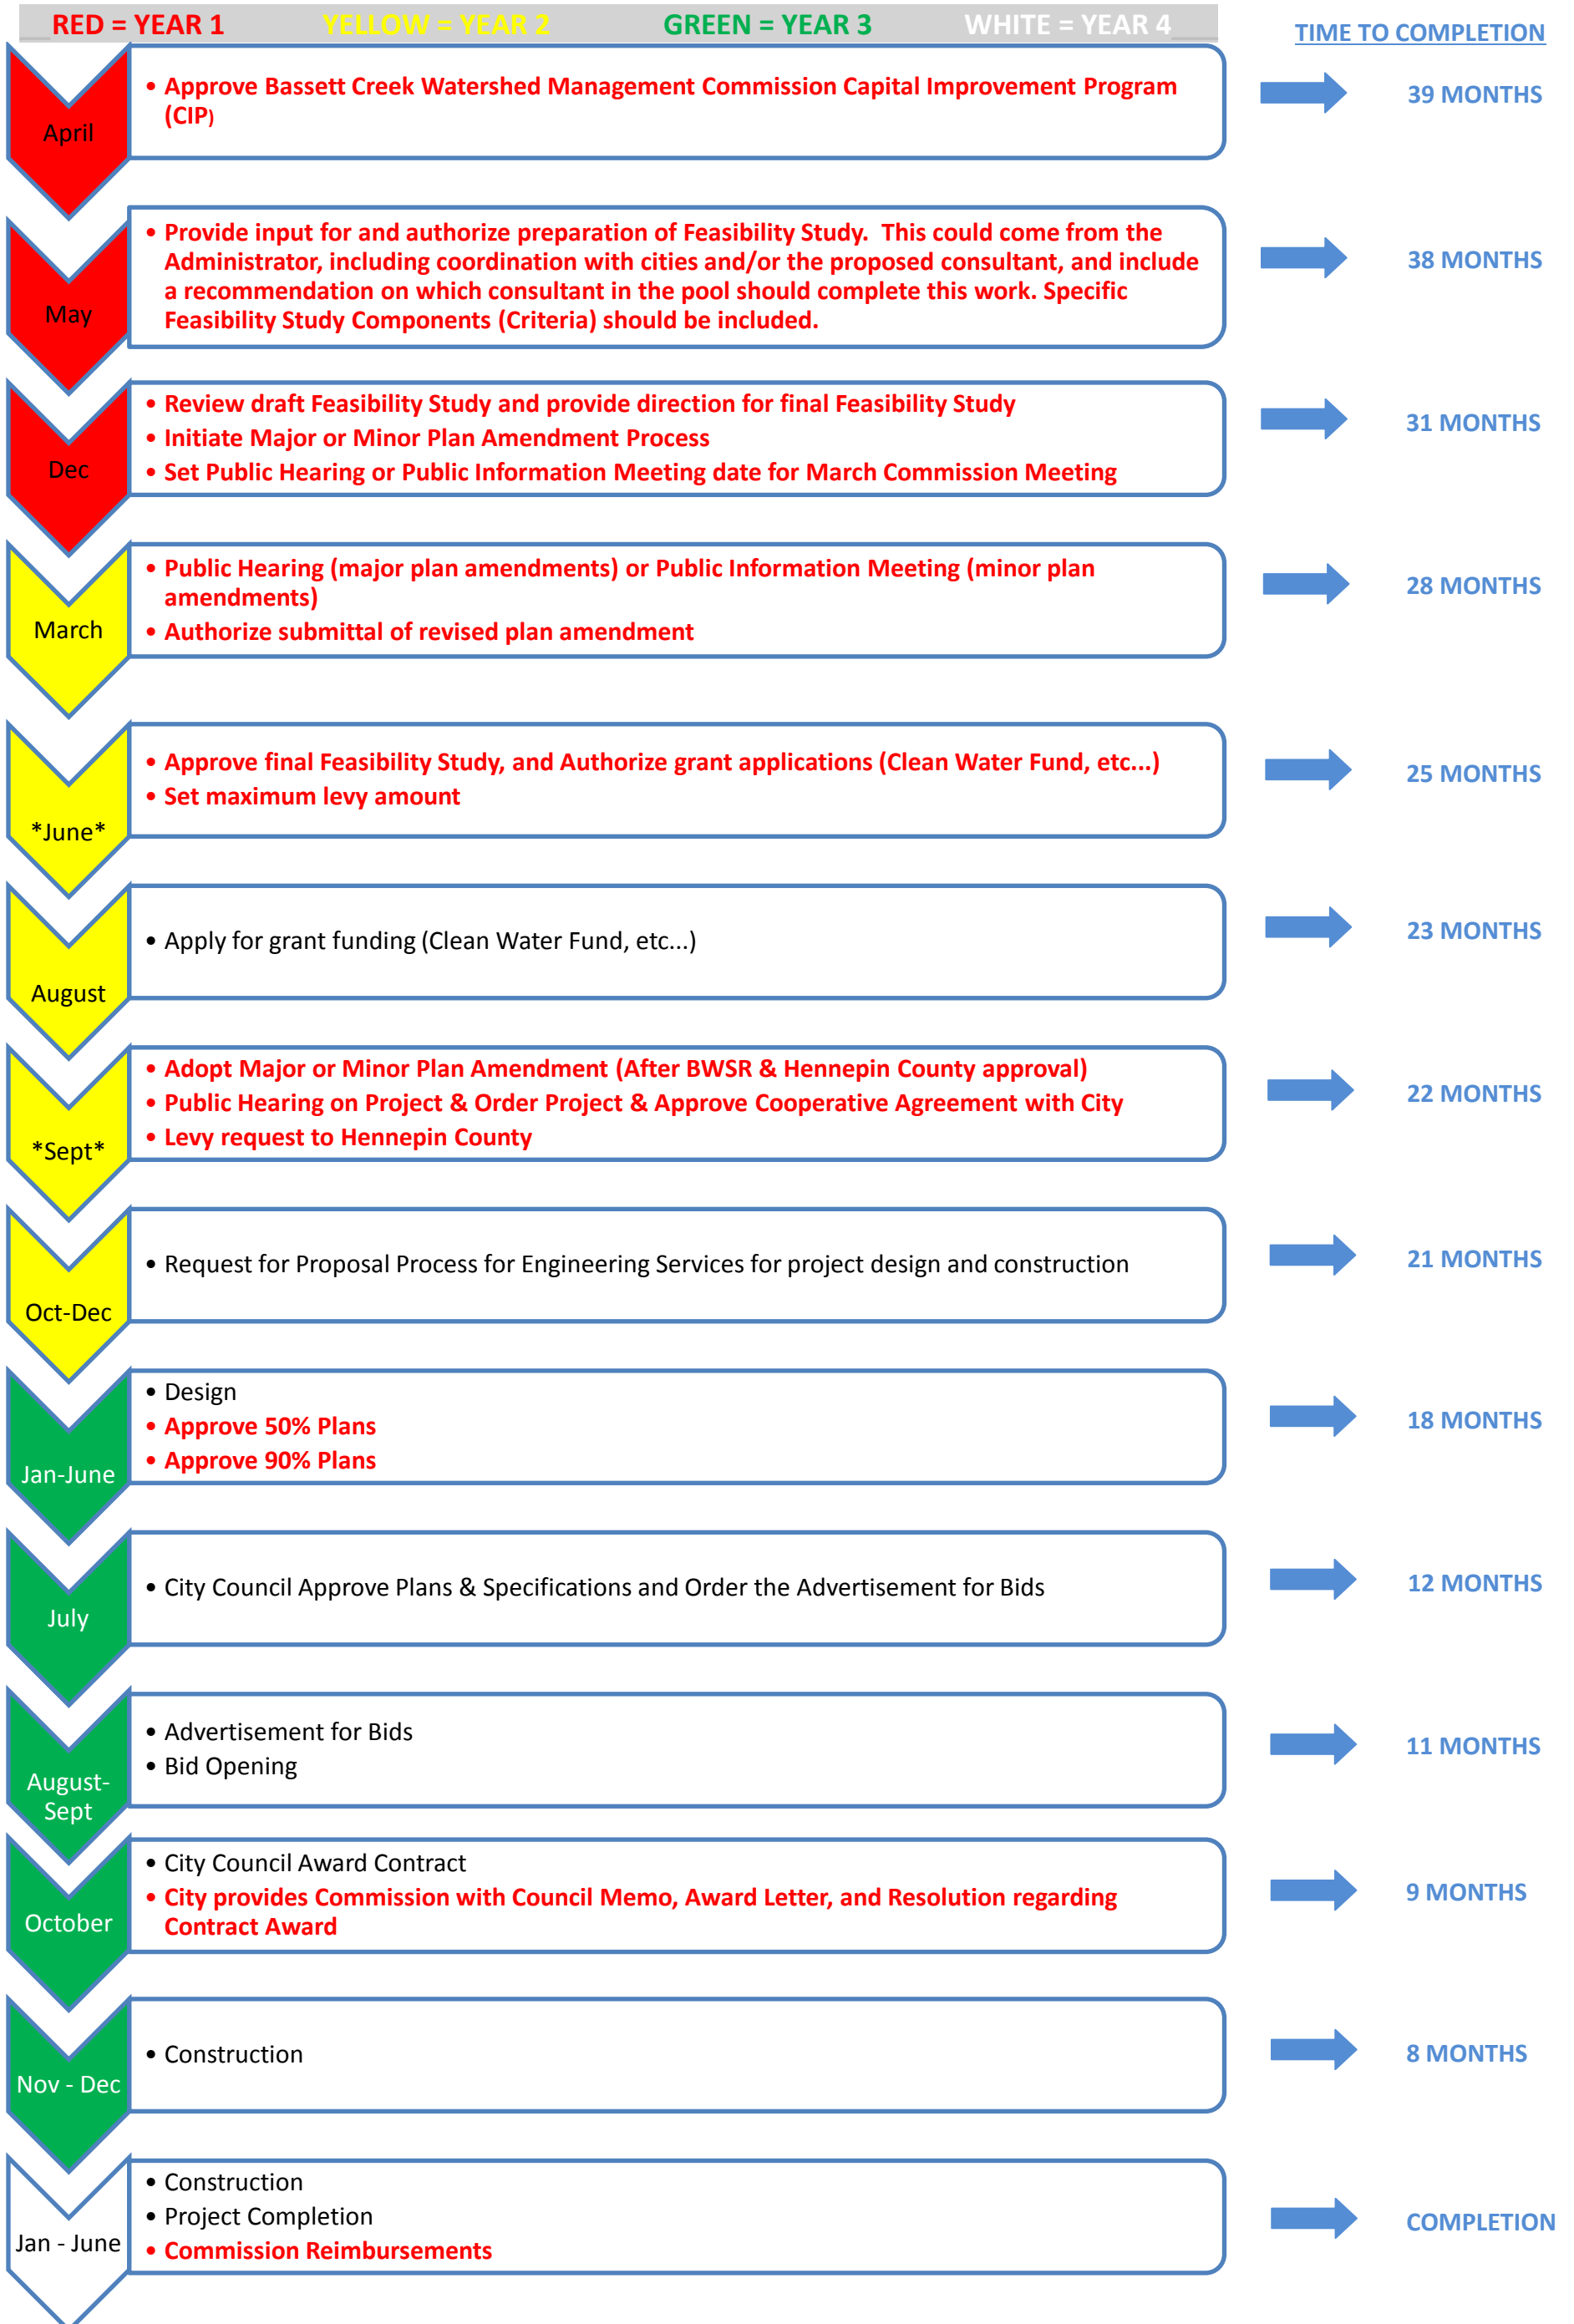 RED = YEAR 1 YELLOW = YEAR 2 GREEN = YEAR 3 WHITE = YEAR 4
TIME TO COMPLETION
April
• Approve Bassett Creek Watershed Management Commission Capital Improvement Program
(CIP)
39 MONTHS
May
• Provide input for and authorize preparation of Feasibility Study. This could come from the
Administrator, including coordination with cities and/or the proposed consultant, and include
a recommendation on which consultant in the pool should complete this work. Specific
Feasibility Study Components (Criteria) should be included.
38 MONTHS
Dec
• Review draft Feasibility Study and provide direction for final Feasibility Study
• Initiate Major or Minor Plan Amendment Process
• Set Public Hearing or Public Information Meeting date for March Commission Meeting
31 MONTHS
March
• Public Hearing (major plan amendments) or Public Information Meeting (minor plan
amendments)
• Authorize submittal of revised plan amendment
28 MONTHS
*June*
• Approve final Feasibility Study, and Authorize grant applications (Clean Water Fund, etc...)
• Set maximum levy amount
25 MONTHS
August
• Apply for grant funding (Clean Water Fund, etc...)
23 MONTHS
*Sept*
• Adopt Major or Minor Plan Amendment (After BWSR & Hennepin County approval)
• Public Hearing on Project & Order Project & Approve Cooperative Agreement with City
• Levy request to Hennepin County
22 MONTHS
Oct-Dec
• Request for Proposal Process for Engineering Services for project design and construction
21 MONTHS
Jan-June
• Design
• Approve 50% Plans
• Approve 90% Plans
18 MONTHS
July
• City Council Approve Plans & Specifications and Order the Advertisement for Bids
12 MONTHS
August-
Sept
• Advertisement for Bids
• Bid Opening
11 MONTHS
October
• City Council Award Contract
• City provides Commission with Council Memo, Award Letter, and Resolution regarding
Contract Award
9 MONTHS
Nov - Dec
• Construction
8 MONTHS
Jan - June
• Construction
• Project Completion
• Commission Reimbursements
COMPLETION